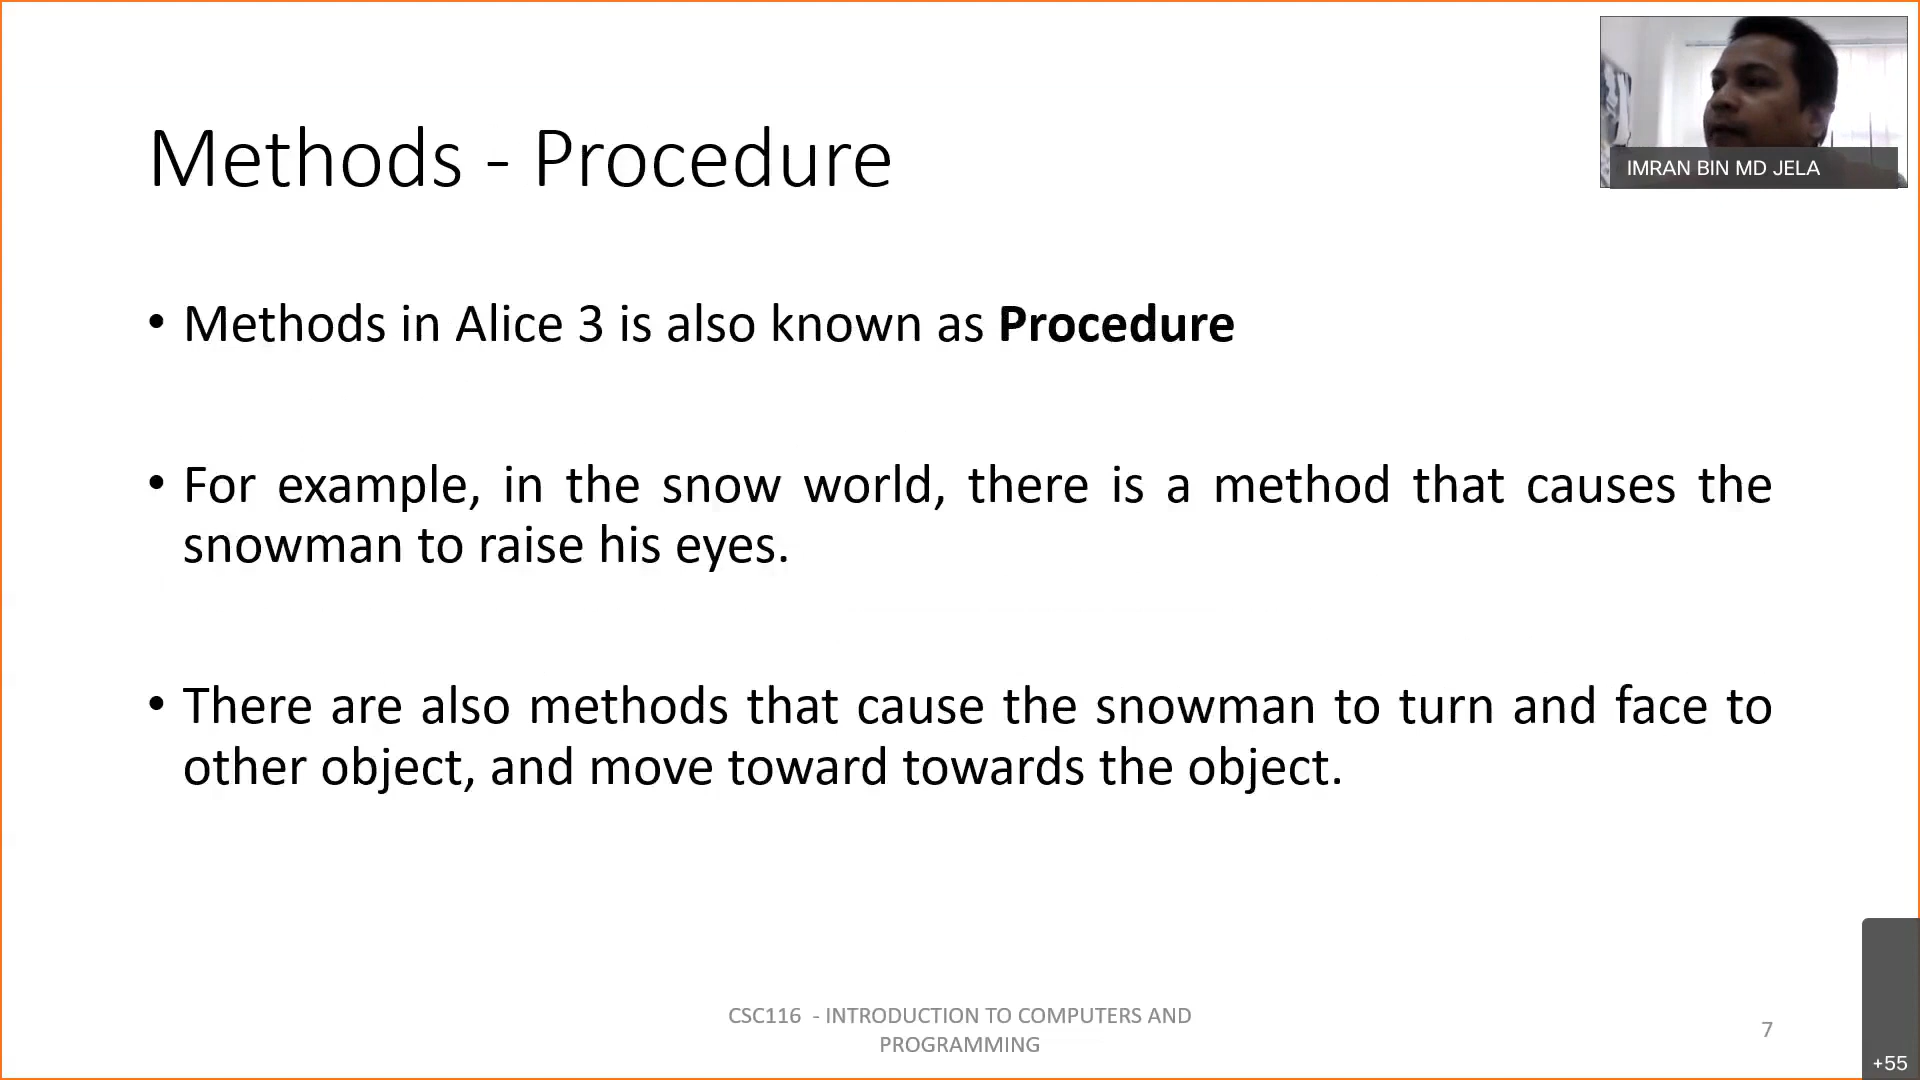 IMRAN BIN MD JELA
Methods - Procedure
• Methods in Alice 3 is also known as Procedure
• For example, in the snow world, there is a method that causes the
snowman to raise his eyes.
• There are also methods that cause the snowman to turn and face to
other object, and move toward towards the object.
CSC116 - INTRODUCTION TO COMPUTERS AND
PROGRAMMING
7
+55